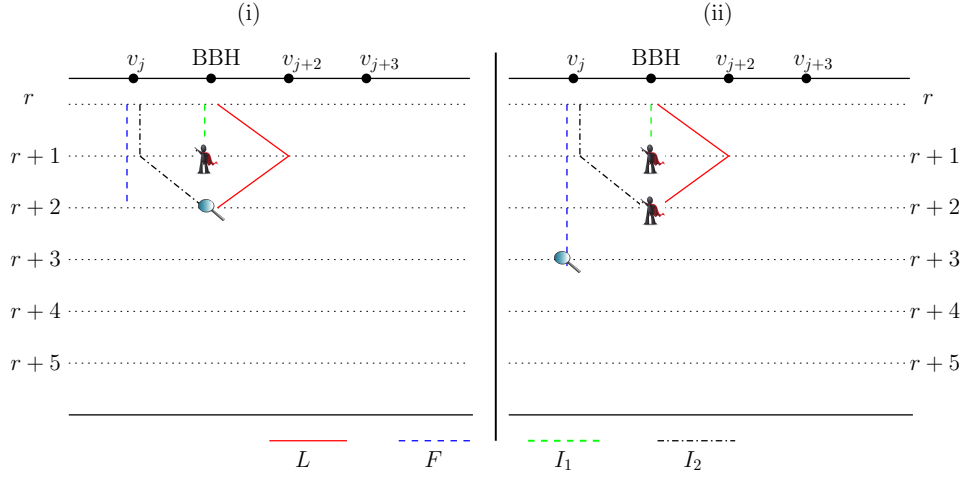 (i) (ii)
v_j BBH v_{j+2} v_{j+3} v_j BBH v_{j+2} v_{j+3}
r r
r + 1 r + 1
r + 2 r + 2
r + 3 r + 3
r + 4 r + 4
r + 5 r + 5
L F I_1 I_2